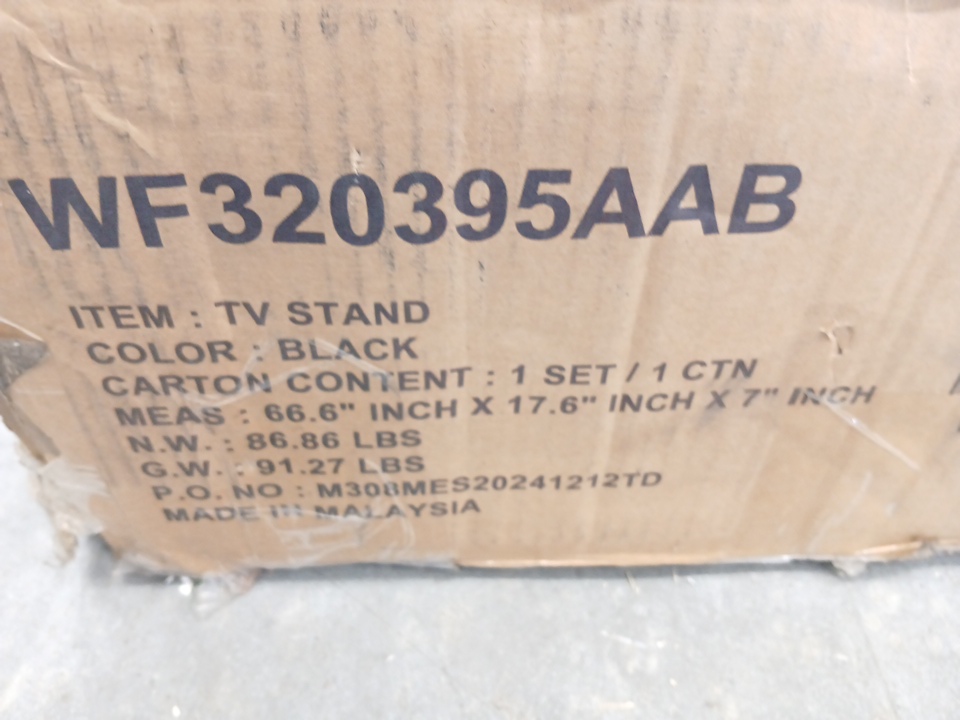 WF320395AAB
ITEM : TV STAND
COLOR : BLACK
CARTON CONTENT : 1 SET / 1 CTN
MEAS : 66.6" INCH X 17.6" INCH X 7" INCH
N.W. : 86.86 LBS
G.W. : 91.27 LBS
P.O. NO : M308MES20241212TD
MADE IN MALAYSIA